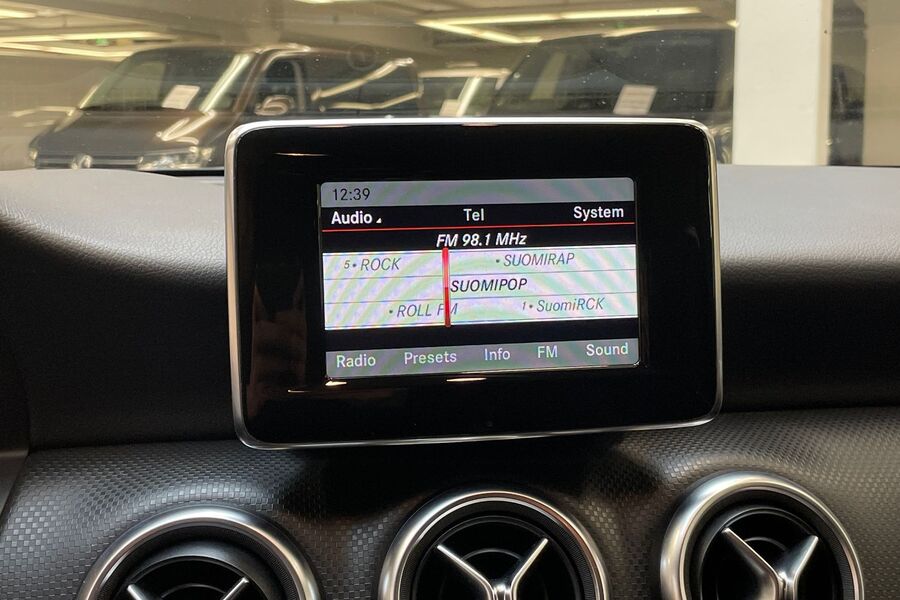 12:39
Audio Tel System
FM 98.1 MHz
5• ROCK •SUOMIRAP
SUOMIPOP
•ROLL FM 1•SuomiRCK
Radio Presets Info FM Sound